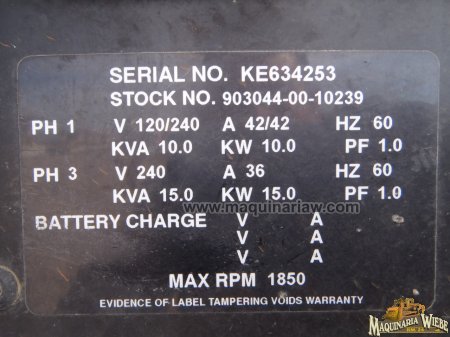 SERIAL NO. KE634253
STOCK NO. 903044-00-10239
PH 1 V 120/240 A 42/42 HZ 60
KVA 10.0 KW 10.0 PF 1.0
PH 3 V 240 A 36 HZ 60
KVA 15.0 KW 15.0 PF 1.0
www.maquinariaw.com
BATTERY CHARGE V A
V A
V A
MAX RPM 1850
EVIDENCE OF LABEL TAMPERING VOIDS WARRANTY
MAQUINARIA WIEBE